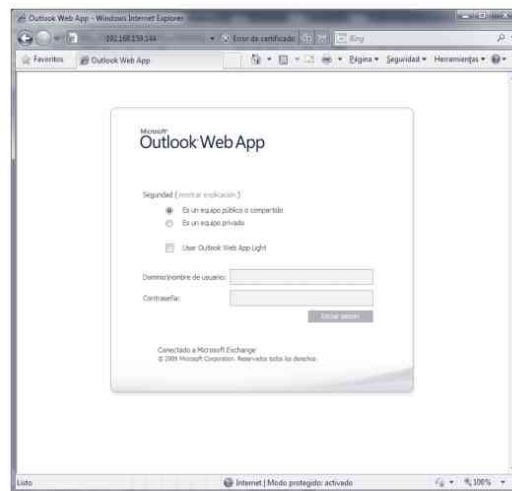 Outlook Web App - Windows Internet Explorer
192.168.159.144
Error de certificado
Bing
Favoritos
Outlook Web App
Página
Seguridad
Herramientas
Microsoft
Outlook Web App
Seguridad ( mostrar explicación )
Es un equipo público o compartido
Es un equipo privado
Usar Outlook Web App Light
Dominio\nombre de usuario:
Contraseña:
Iniciar sesión
Conectado a Microsoft Exchange
© 2009 Microsoft Corporation. Reservados todos los derechos.
Listo
Internet | Modo protegido: activado
100%